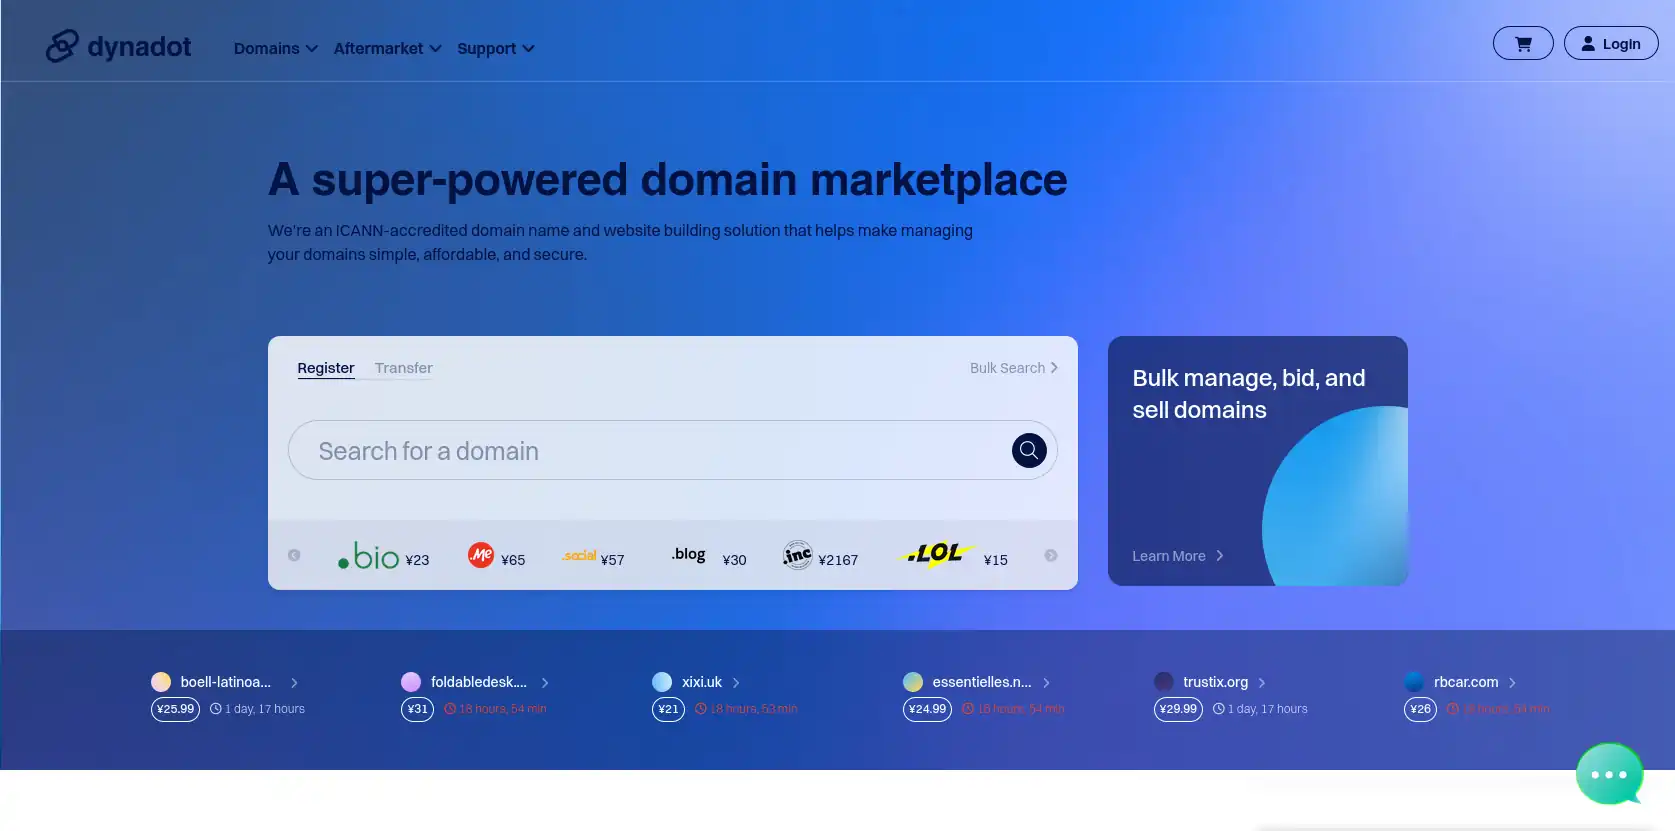 dynadot
Domains
Aftermarket
Support
Login
A super-powered domain marketplace
We're an ICANN-accredited domain name and website building solution that helps make managing
your domains simple, affordable, and secure.
Register
Transfer
Bulk Search
Search for a domain
.bio ¥23
.Me ¥65
.social ¥57
.blog ¥30
.inc ¥2167
.LOL ¥15
Bulk manage, bid, and
sell domains
Learn More
boell-latinoa...
¥25.99 1 day, 17 hours
foldabledesk....
¥31 18 hours, 54 min
xixi.uk
¥21 18 hours, 53 min
essentielles.n...
¥24.99 18 hours, 54 min
trustix.org
¥29.99 1 day, 17 hours
rbcar.com
¥26 18 hours, 54 min